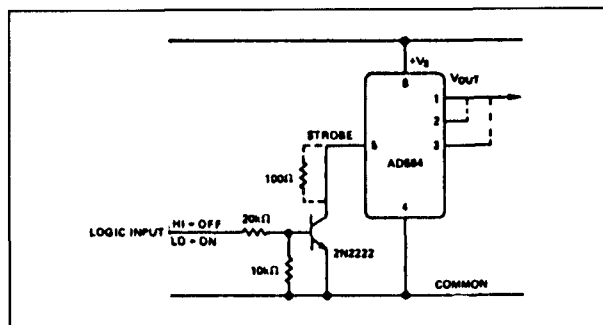 +VS
8
VOUT
1
2
3
STROBE
5
AD584
100Ω
4
LOGIC INPUT
HI = OFF
LO = ON
20kΩ
2N2222
10kΩ
COMMON